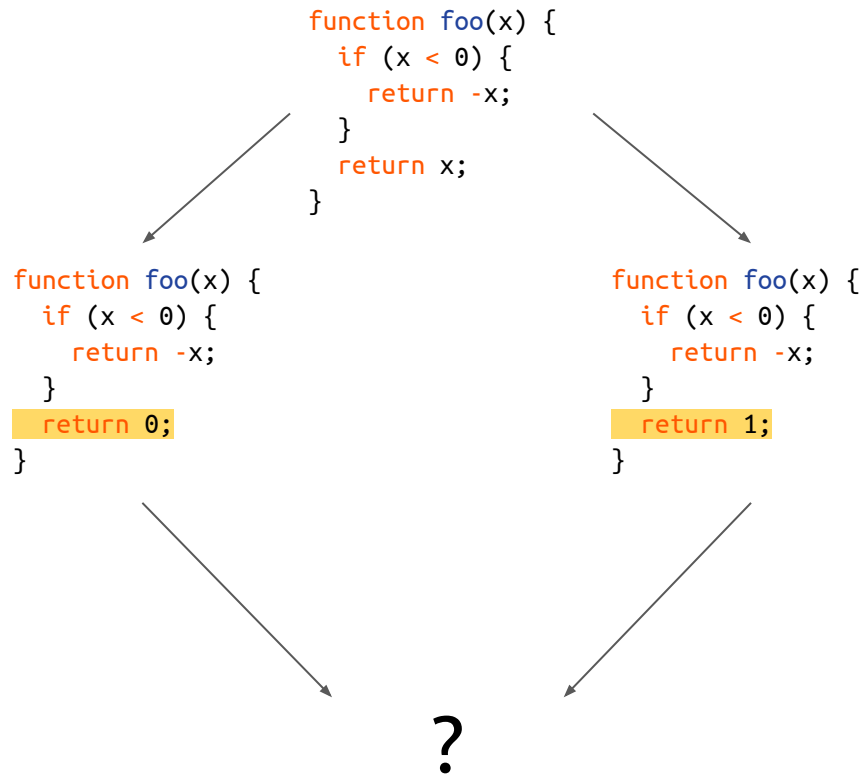 function foo(x) {
  if (x < 0) {
    return -x;
  }
  return x;
}
function foo(x) {
  if (x < 0) {
    return -x;
  }
  return 0;
}
function foo(x) {
  if (x < 0) {
    return -x;
  }
  return 1;
}
?